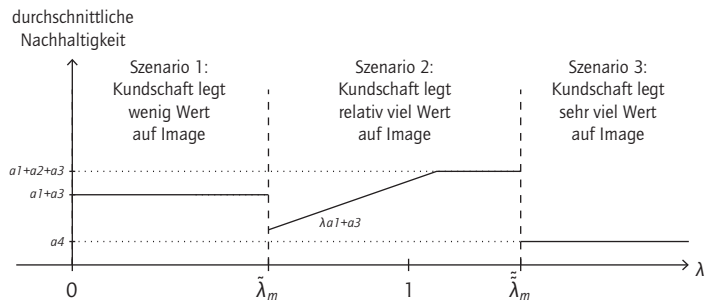 durchschnittliche
Nachhaltigkeit
Szenario 1:
Kundschaft legt
wenig Wert
auf Image
Szenario 2:
Kundschaft legt
relativ viel Wert
auf Image
Szenario 3:
Kundschaft legt
sehr viel Wert
auf Image
a1+a2+a3
a1+a3
λa1+a3
a4
λ
0
λ̃m
1
λ̃̃m